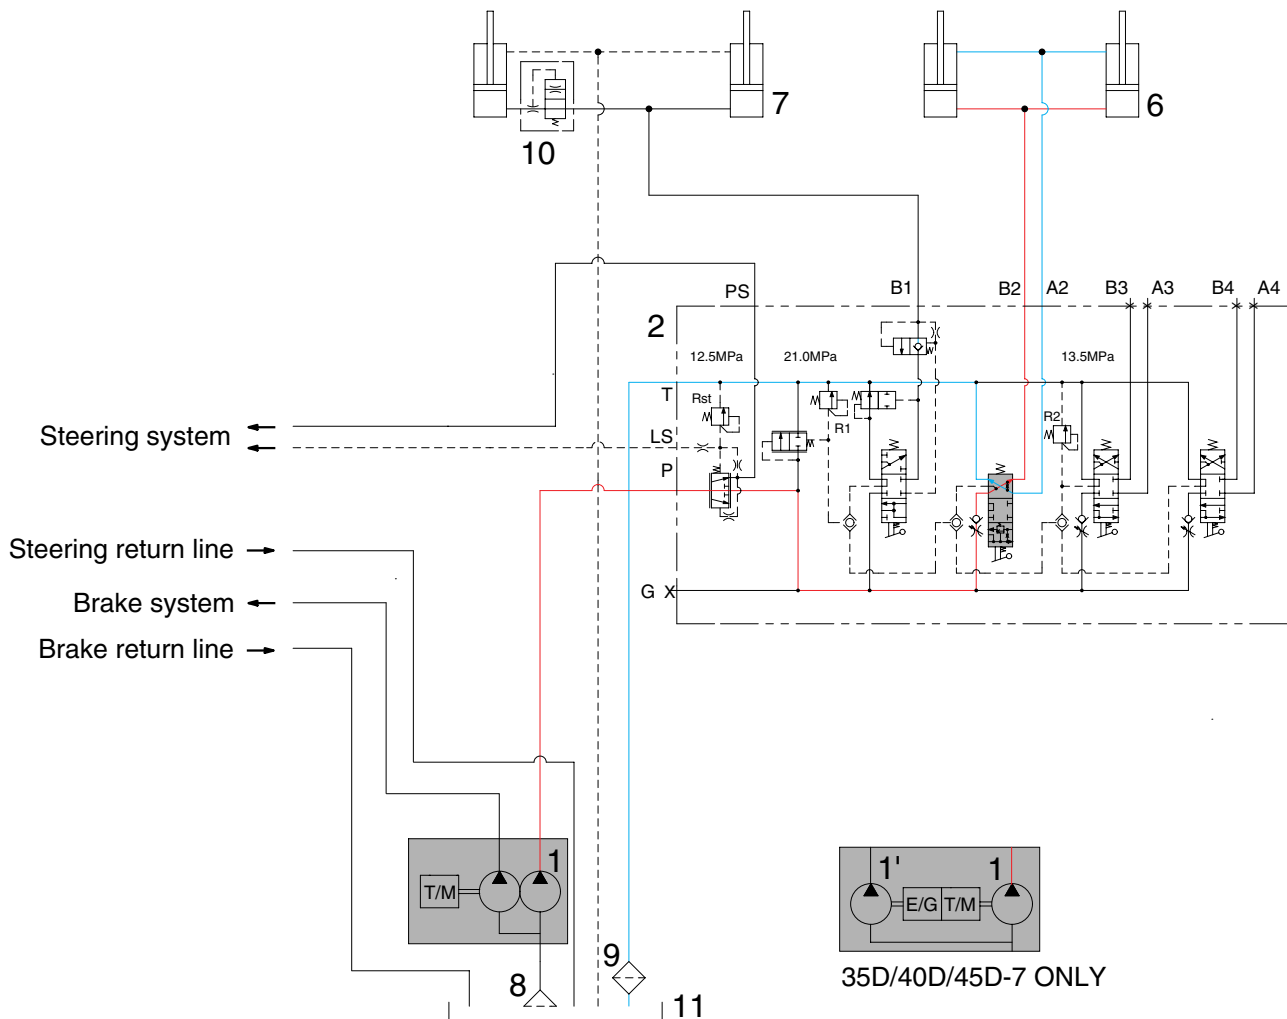 7
6
10
PS
B1
B2
A2
B3
A3
B4
A4
2
12.5MPa
21.0MPa
13.5MPa
T
Rst
R1
R2
Steering system
LS
P
Steering return line
Brake system
G X
Brake return line
1
T/M
1'
1
E/G
T/M
9
8
11
35D/40D/45D-7 ONLY